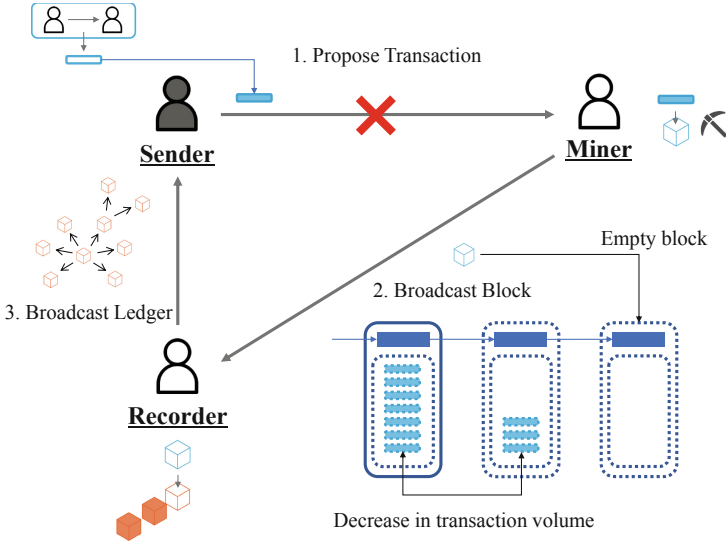 1. Propose Transaction
Sender
Miner
Empty block
2. Broadcast Block
3. Broadcast Ledger
Recorder
Decrease in transaction volume